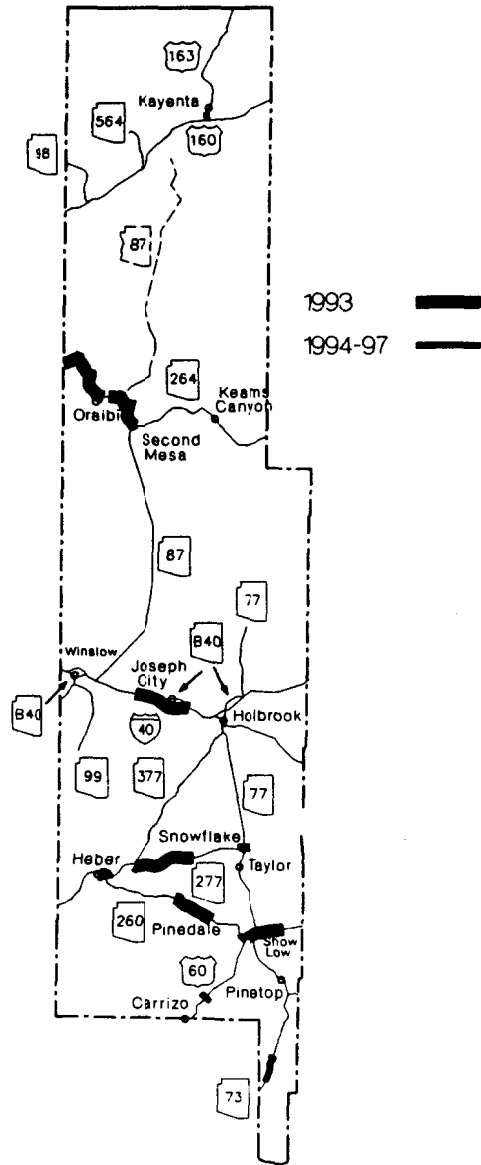 163
Kayenta
564
160
98
87
1993
1994-97
264
Keams
Canyon
Oraibi
Second
Mesa
87
77
Winslow
B40
Joseph
City
B40
Holbrook
40
99
377
77
Snowflake
Heber
Taylor
277
260
Pinedale
Show
Low
60
Pinetop
Carrizo
73